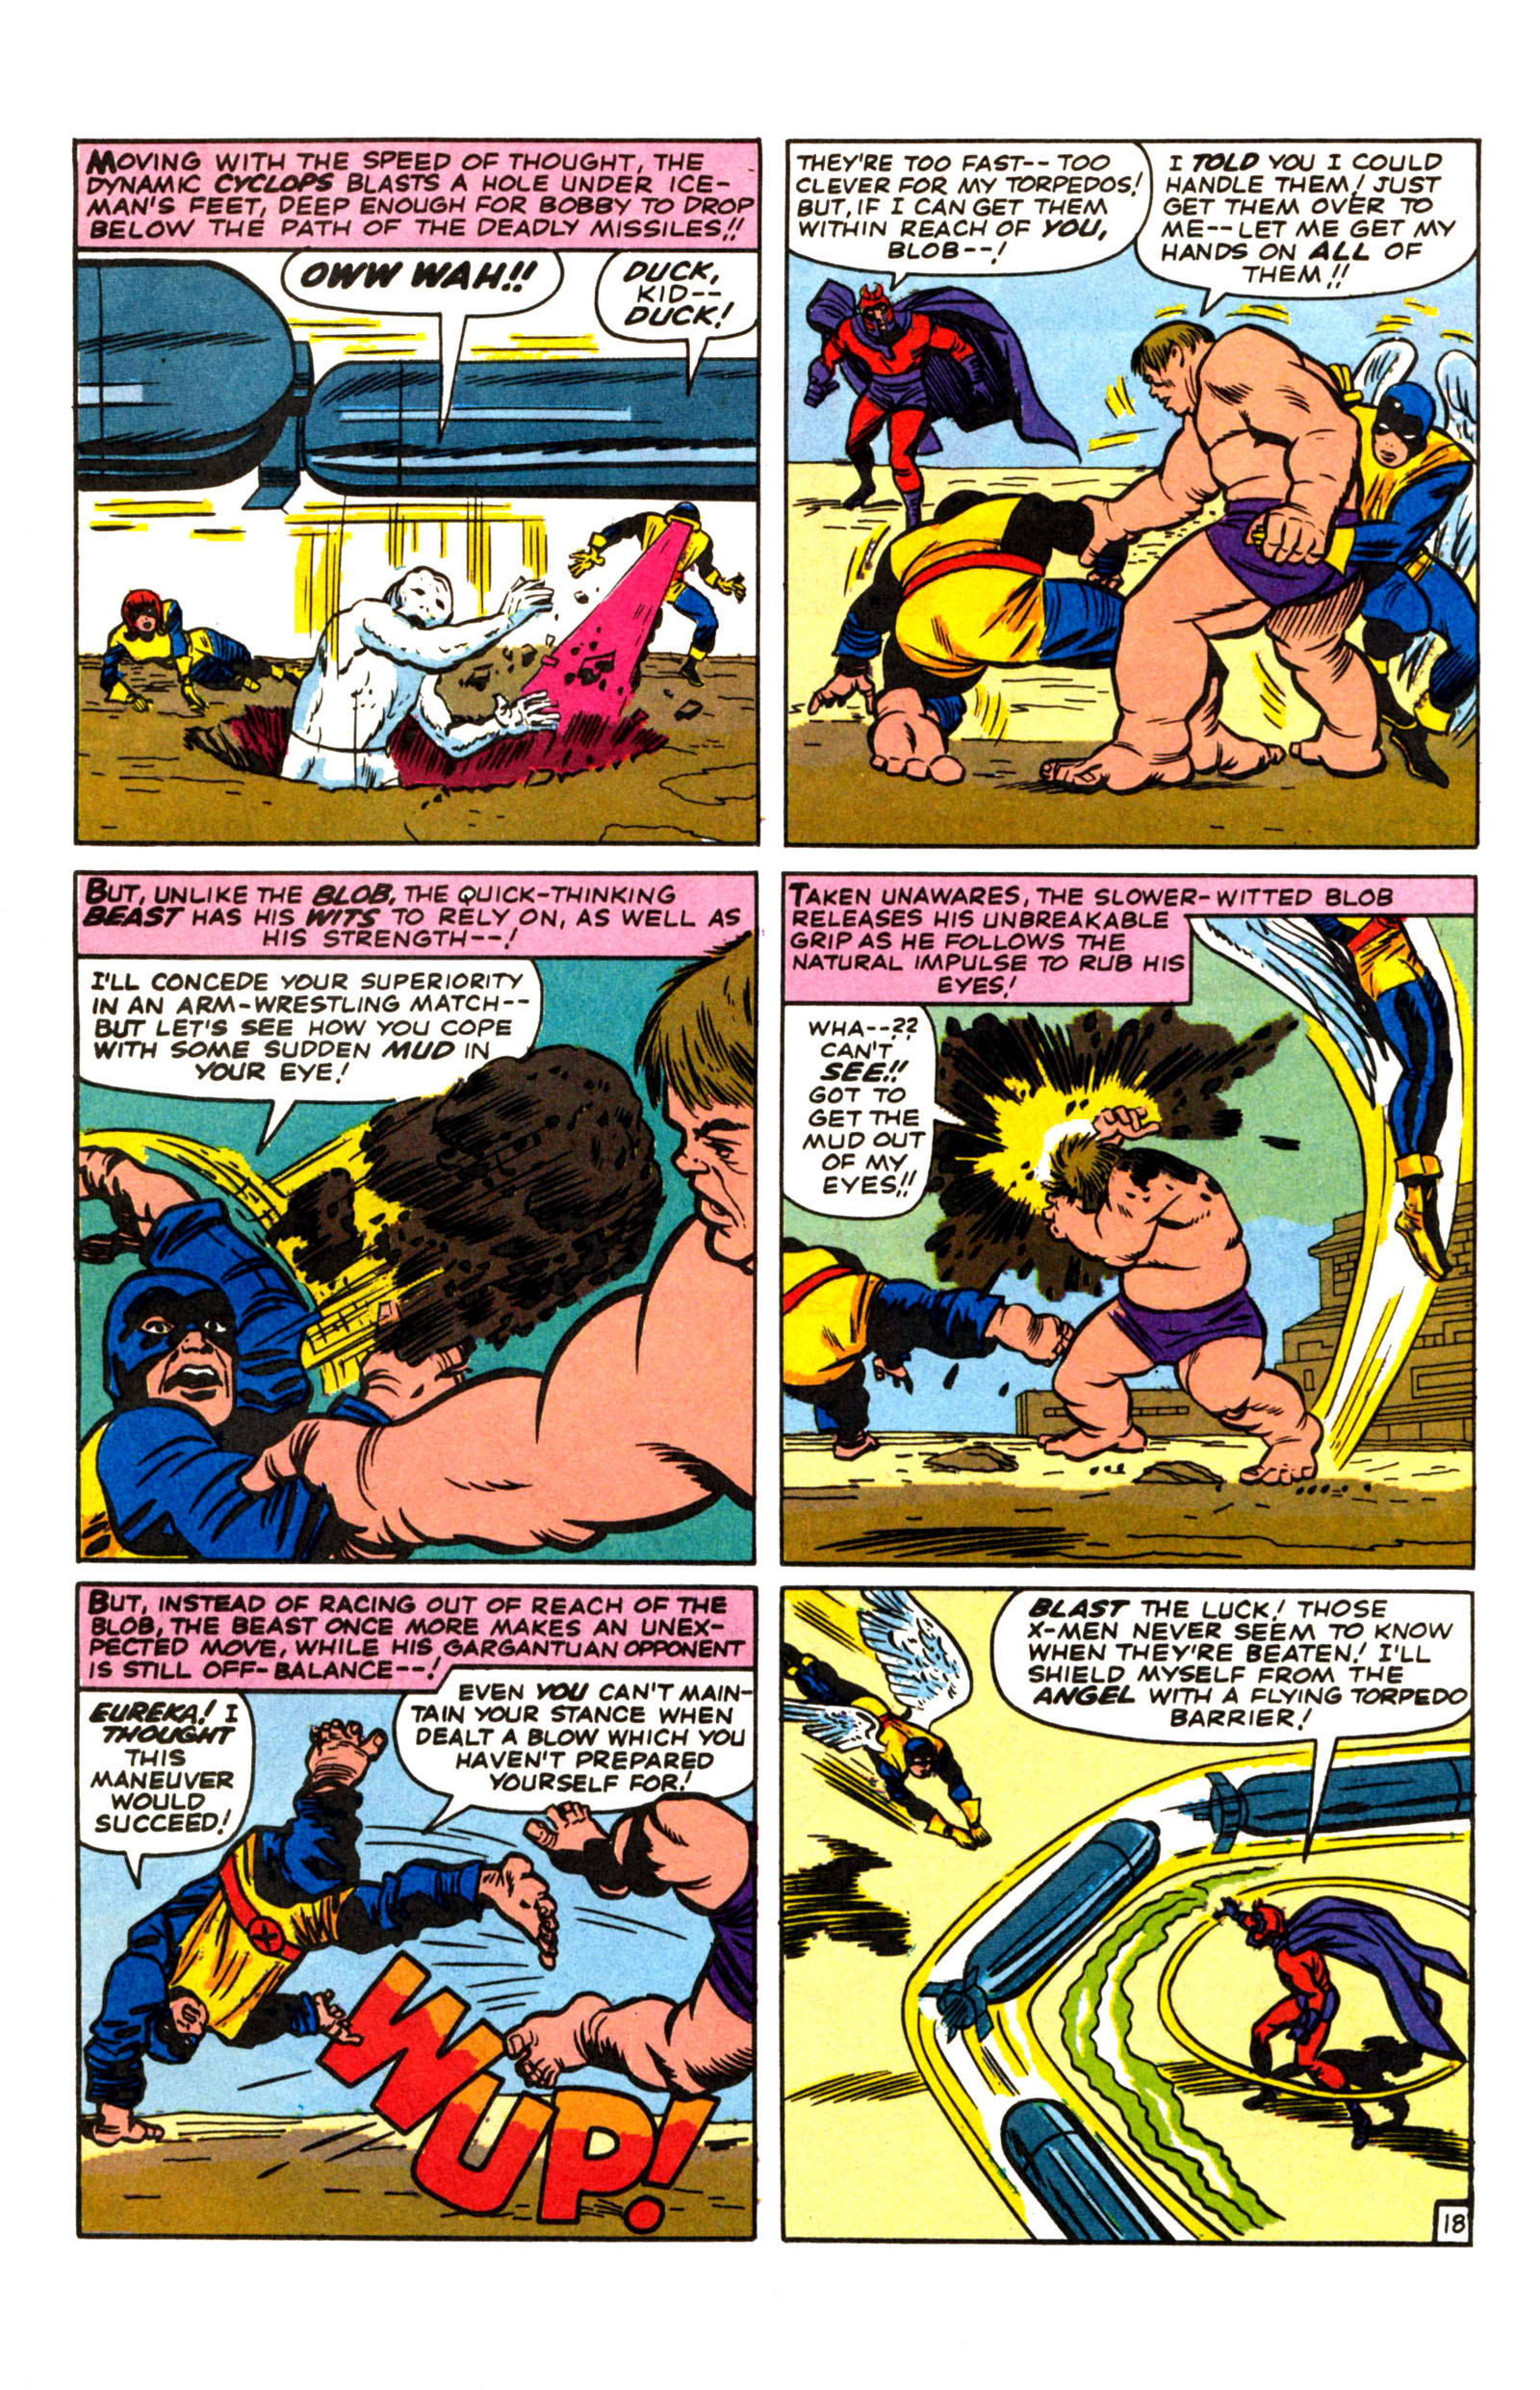 MOVING WITH THE SPEED OF THOUGHT, THE
DYNAMIC CYCLOPS BLASTS A HOLE UNDER ICE-
MAN'S FEET, DEEP ENOUGH FOR BOBBY TO DROP
BELOW THE PATH OF THE DEADLY MISSILES!!
OWW WAH!!
DUCK,
KID--
DUCK!
THEY'RE TOO FAST-- TOO
CLEVER FOR MY TORPEDOS!
BUT, IF I CAN GET THEM
WITHIN REACH OF YOU,
BLOB--!
I TOLD YOU I COULD
HANDLE THEM! JUST
GET THEM OVER TO
ME-- LET ME GET MY
HANDS ON ALL OF
THEM!!
BUT, UNLIKE THE BLOB, THE QUICK-THINKING
BEAST HAS HIS WITS TO RELY ON, AS WELL AS
HIS STRENGTH--!
I'LL CONCEDE YOUR SUPERIORITY
IN AN ARM-WRESTLING MATCH--
BUT LET'S SEE HOW YOU COPE
WITH SOME SUDDEN MUD IN
YOUR EYE!
TAKEN UNAWARES, THE SLOWER-WITTED BLOB
RELEASES HIS UNBREAKABLE
GRIP AS HE FOLLOWS THE
NATURAL IMPULSE TO RUB HIS
EYES!
WHA--??
CAN'T
SEE!!
GOT TO
GET THE
MUD OUT
OF MY
EYES!!
BUT, INSTEAD OF RACING OUT OF REACH OF THE
BLOB, THE BEAST ONCE MORE MAKES AN UNEX-
PECTED MOVE, WHILE HIS GARGANTUAN OPPONENT
IS STILL OFF-BALANCE--!
EUREKA! I
THOUGHT
THIS
MANEUVER
WOULD
SUCCEED!
EVEN YOU CAN'T MAIN-
TAIN YOUR STANCE WHEN
DEALT A BLOW WHICH YOU
HAVEN'T PREPARED
YOURSELF FOR!
WUP!
BLAST THE LUCK! THOSE
X-MEN NEVER SEEM TO KNOW
WHEN THEY'RE BEATEN! I'LL
SHIELD MYSELF FROM THE
ANGEL WITH A FLYING TORPEDO
BARRIER!
18